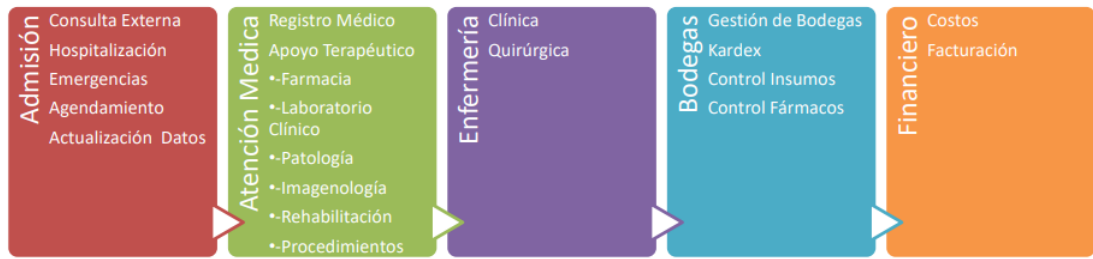 Admisión
Consulta Externa
Hospitalización
Emergencias
Agendamiento
Actualización Datos
Atención Medica
Registro Médico
Apoyo Terapéutico
•-Farmacia
•-Laboratorio
Clínico
•-Patología
•-Imagenología
•-Rehabilitación
•-Procedimientos
Enfermería
Clínica
Quirúrgica
Bodegas
Gestión de Bodegas
Kardex
Control Insumos
Control Fármacos
Financiero
Costos
Facturación